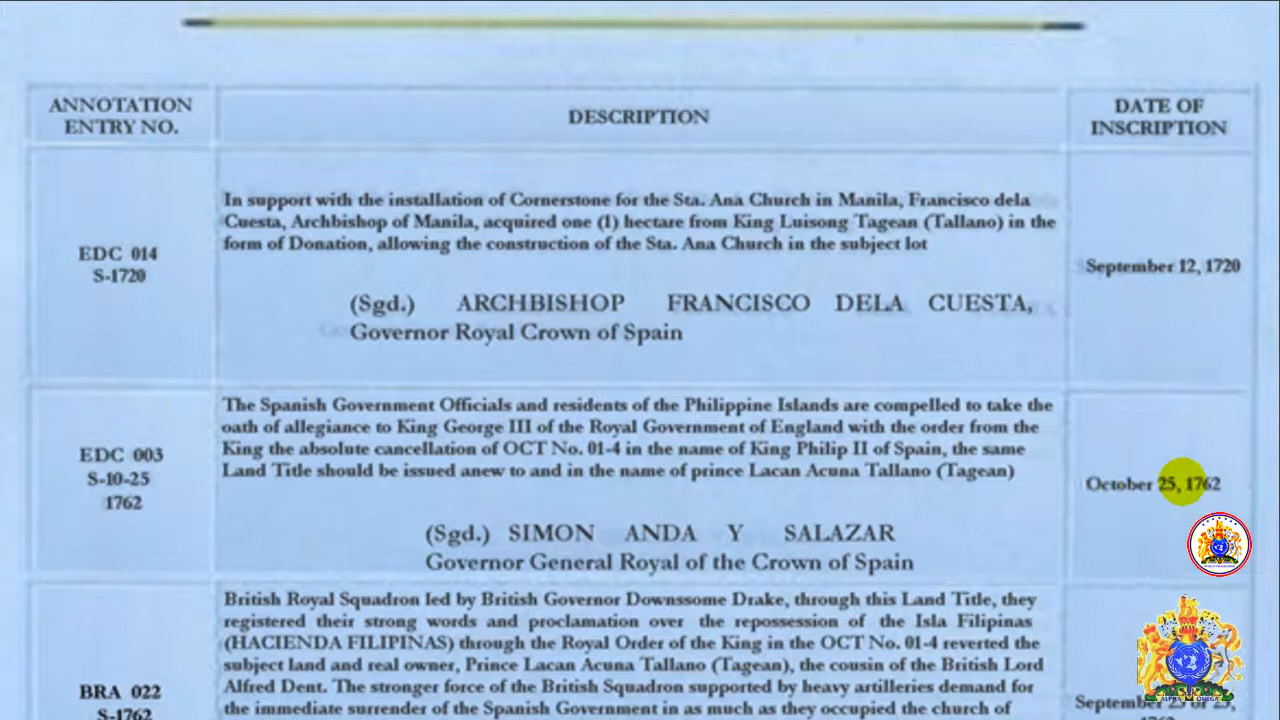 ANNOTATION
ENTRY NO.
DESCRIPTION
DATE OF
INSCRIPTION
EDC 014
S-1720
In support with the installation of Cornerstone for the Sta. Ana Church in Manila, Francisco dela
Cuesta, Archbishop of Manila, acquired one (1) hectare from King Luisong Tagean (Tallano) in the
form of Donation, allowing the construction of the Sta. Ana Church in the subject lot
(Sgd.) ARCHBISHOP FRANCISCO DELA CUESTA,
Governor Royal Crown of Spain
September 12, 1720
EDC 003
S-10-25
1762
The Spanish Government Officials and residents of the Philippine Islands are compelled to take the
oath of allegiance to King George III of the Royal Government of England with the order from the
King the absolute cancellation of OCT No. 01-4 in the name of King Philip II of Spain, the same
Land Title should be issued anew to and in the name of prince Lacan Acuna Tallano (Tagean)
(Sgd.) SIMON ANDA Y SALAZAR
Governor General Royal of the Crown of Spain
October 25, 1762
BRA 022
S-1762
British Royal Squadron led by British Governor Downssome Drake, through this Land Title, they
registered their strong words and proclamation over the repossession of the Isla Filipinas
(HACIENDA FILIPINAS) through the Royal Order of the King in the OCT No. 01-4 reverted the
subject land and real owner, Prince Lacan Acuna Tallano (Tagean), the cousin of the British Lord
Alfred Dent. The stronger force of the British Squadron supported by heavy artilleries demand for
the immediate surrender of the Spanish Government in as much as they occupied the church of
September
ALPHA OMEGA